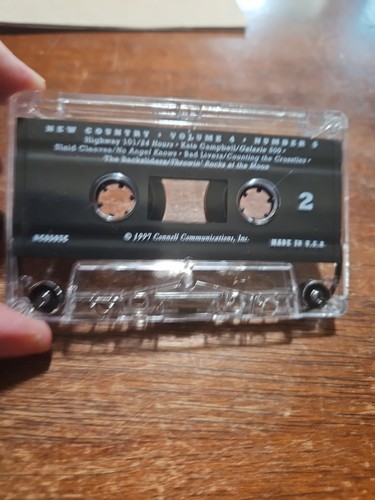 NEW COUNTRY • VOLUME 4 • NUMBER 5
Highway 101/24 Hours • Kate Campbell/Galaxie 500 •
Slaid Cleaves/No Angel Knows • Bad Livers/Counting the Crossties •
The Backsliders/Throwin' Rocks at the Moon
2
© 1997 Connell Communications, Inc.
MADE IN U.S.A.